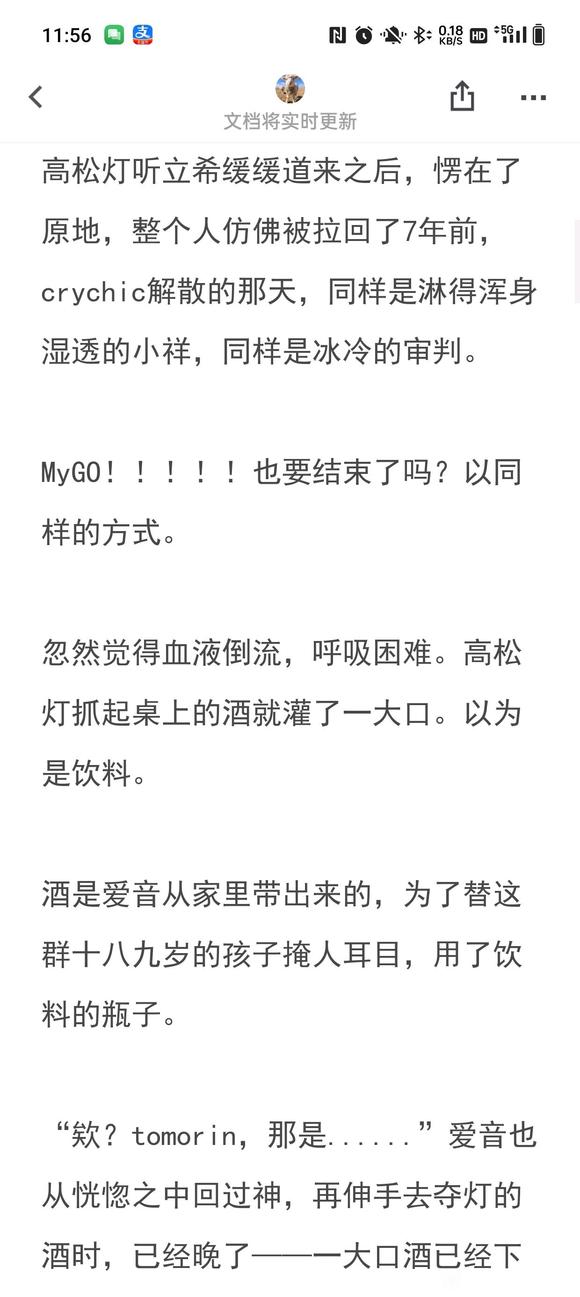 11:56
0.18
KB/S
HD
5G
文档将实时更新
高松灯听立希缓缓道来之后，愣在了
原地，整个人仿佛被拉回了7年前，
crychic解散的那天，同样是淋得浑身
湿透的小祥，同样是冰冷的审判。
MyGO！！！！！也要结束了吗？以同
样的方式。
忽然觉得血液倒流，呼吸困难。高松
灯抓起桌上的酒就灌了一大口。以为
是饮料。
酒是爱音从家里带出来的，为了替这
群十八九岁的孩子掩人耳目，用了饮
料的瓶子。
“欸？tomorin，那是......”爱音也
从恍惚之中回过神，再伸手去夺灯的
酒时，已经晚了——一大口酒已经下